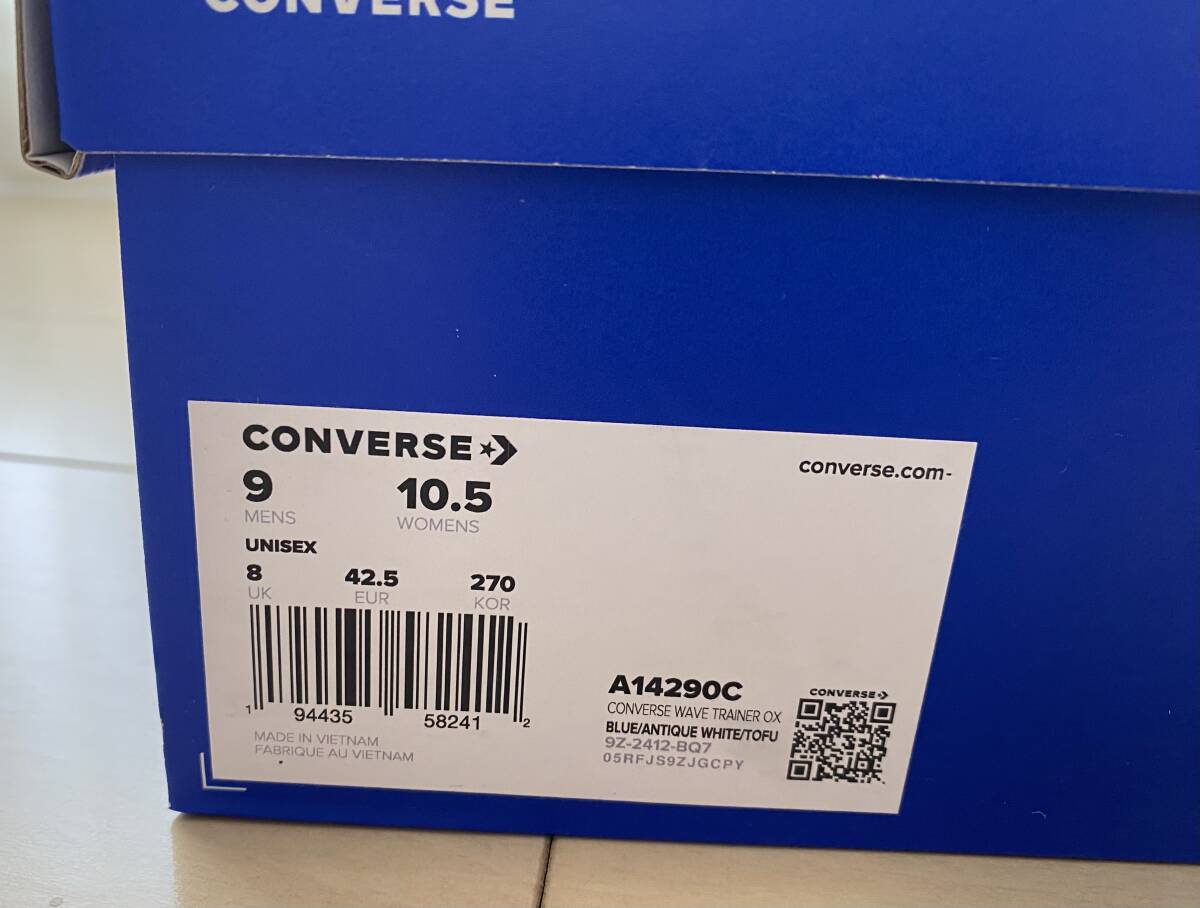 CONVERSE
CONVERSE
converse.com-
9 10.5
MENS WOMENS
UNISEX
8 42.5 270
UK EUR KOR
1 94435 58241 2
MADE IN VIETNAM
FABRIQUE AU VIETNAM
A14290C
CONVERSE WAVE TRAINER OX
BLUE/ANTIQUE WHITE/TOFU
9Z-2412-BQ7
05RFJS9ZJGCPY
CONVERSE